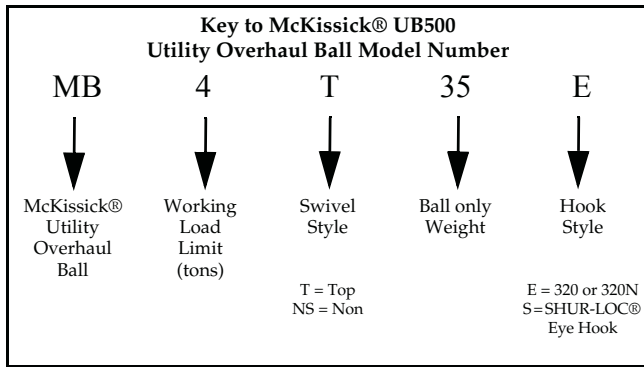 Key to McKissick® UB500
Utility Overhaul Ball Model Number
MB 4 T 35 E
McKissick®
Utility
Overhaul
Ball
Working
Load
Limit
(tons)
Swivel
Style
T = Top
NS = Non
Ball only
Weight
Hook
Style
E = 320 or 320N
S=SHUR-LOC®
Eye Hook